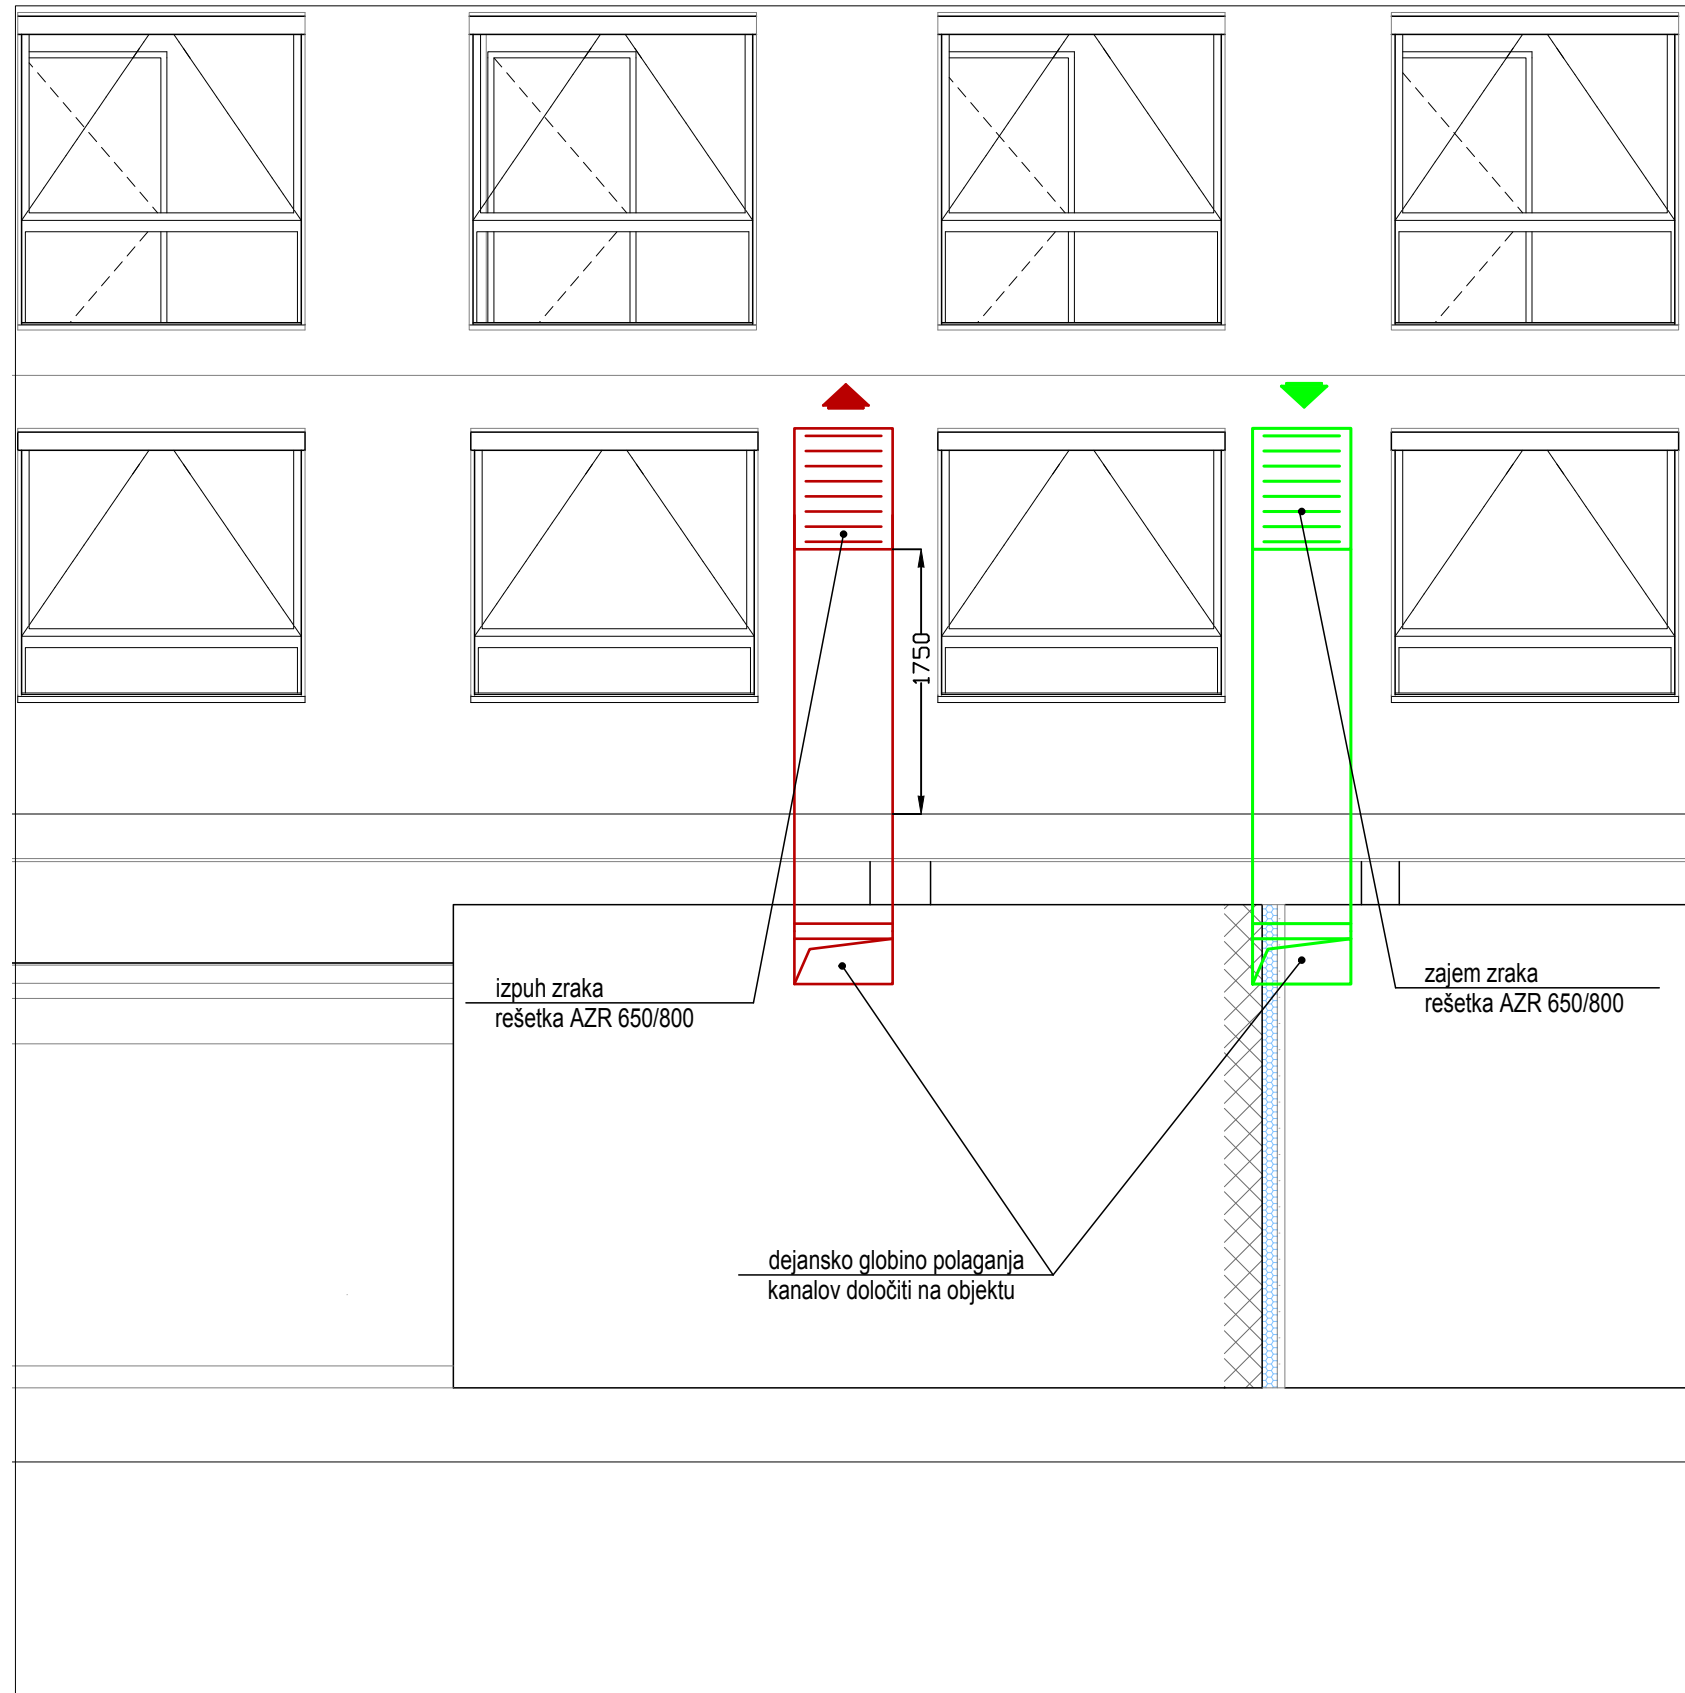 1750
izpuh zraka
rešetka AZR 650/800
zajem zraka
rešetka AZR 650/800
dejansko globino polaganja
kanalov določiti na objektu